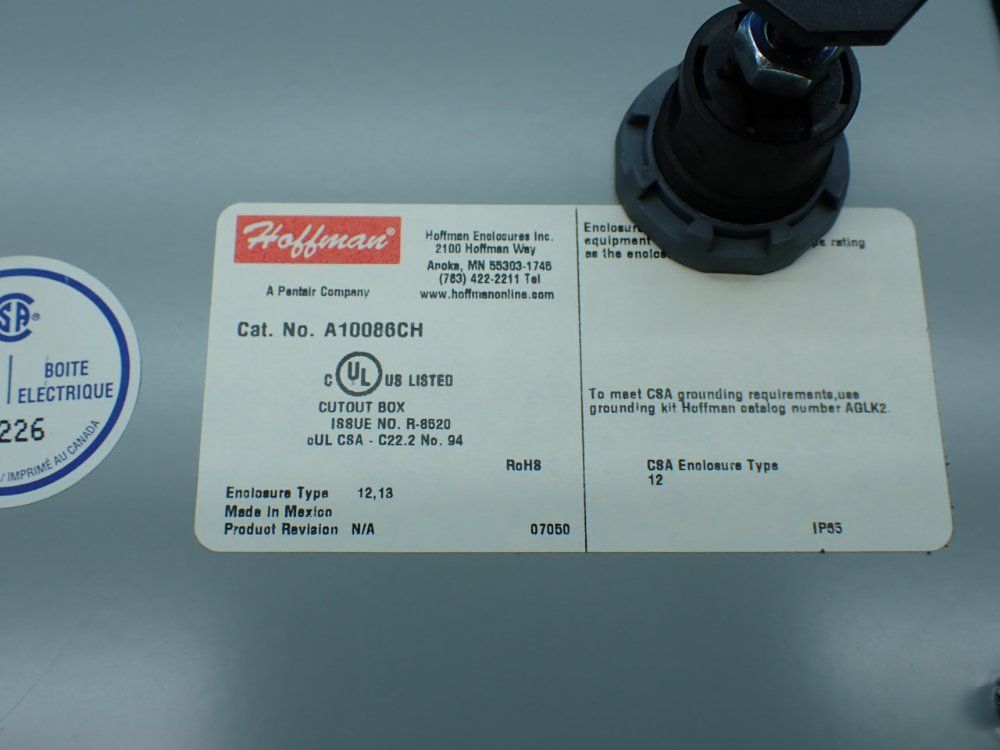 Hoffman®
A Pentair Company
Hoffman Enclosures Inc.
2100 Hoffman Way
Anoka, MN 55303-1745
(763) 422-2211 Tel
www.hoffmanonline.com
Cat. No. A10086CH
C UL US LISTED
CUTOUT BOX
ISSUE NO. R-8520
cUL CSA - C22.2 No. 94
RoHS
Enclosure Type 12,13
Made in Mexico
Product Revision N/A
07050
equipment rating
as the
To meet CSA grounding requirements,use
grounding kit Hoffman catalog number AGLK2.
CSA Enclosure Type
12
IP65
SA®
BOITE
ELECTRIQUE
226
/ IMPRIMÉ AU CANADA